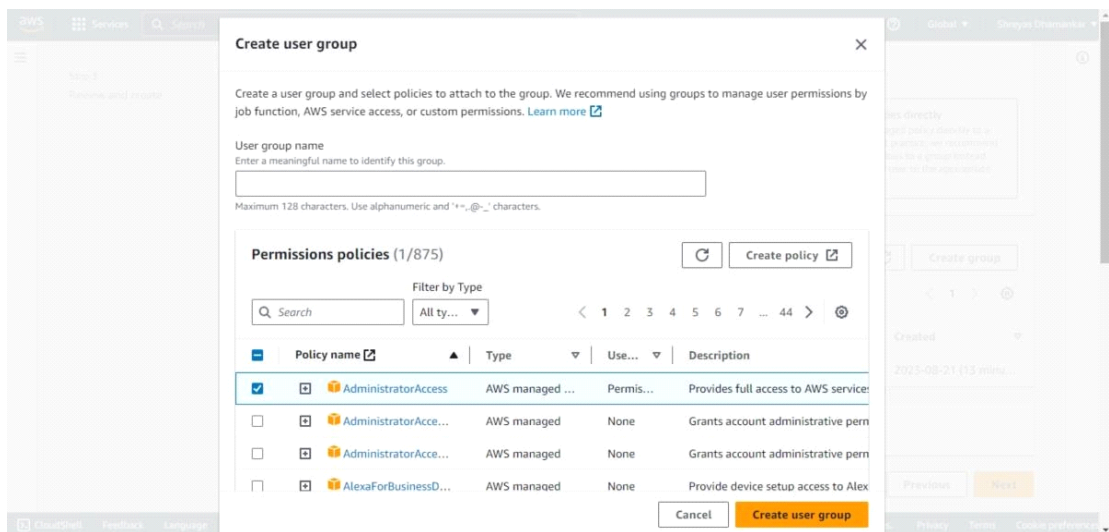 aws
Services
Search
Global
Shreyas Dhamankar
Create user group
Step 3
Review and create
Create a user group and select policies to attach to the group. We recommend using groups to manage user permissions by
job function, AWS service access, or custom permissions. Learn more
User group name
Enter a meaningful name to identify this group.
Maximum 128 characters. Use alphanumeric and '+=,.@-_' characters.
Permissions policies (1/875)
Create policy
Create group
Filter by Type
Search
All ty...
1 2 3 4 5 6 7 ... 44
1
Policy name
Type
Use...
Description
Created
AdministratorAccess
AWS managed ...
Permis...
Provides full access to AWS services
2023-08-21 (13 minu...
AdministratorAcce...
AWS managed
None
Grants account administrative perm
AdministratorAcce...
AWS managed
None
Grants account administrative perm
AlexaForBusinessD...
AWS managed
None
Provide device setup access to Alex
Previous
Next
Cancel
Create user group
CloudShell
Feedback
Language
Privacy
Terms
Cookie preferences